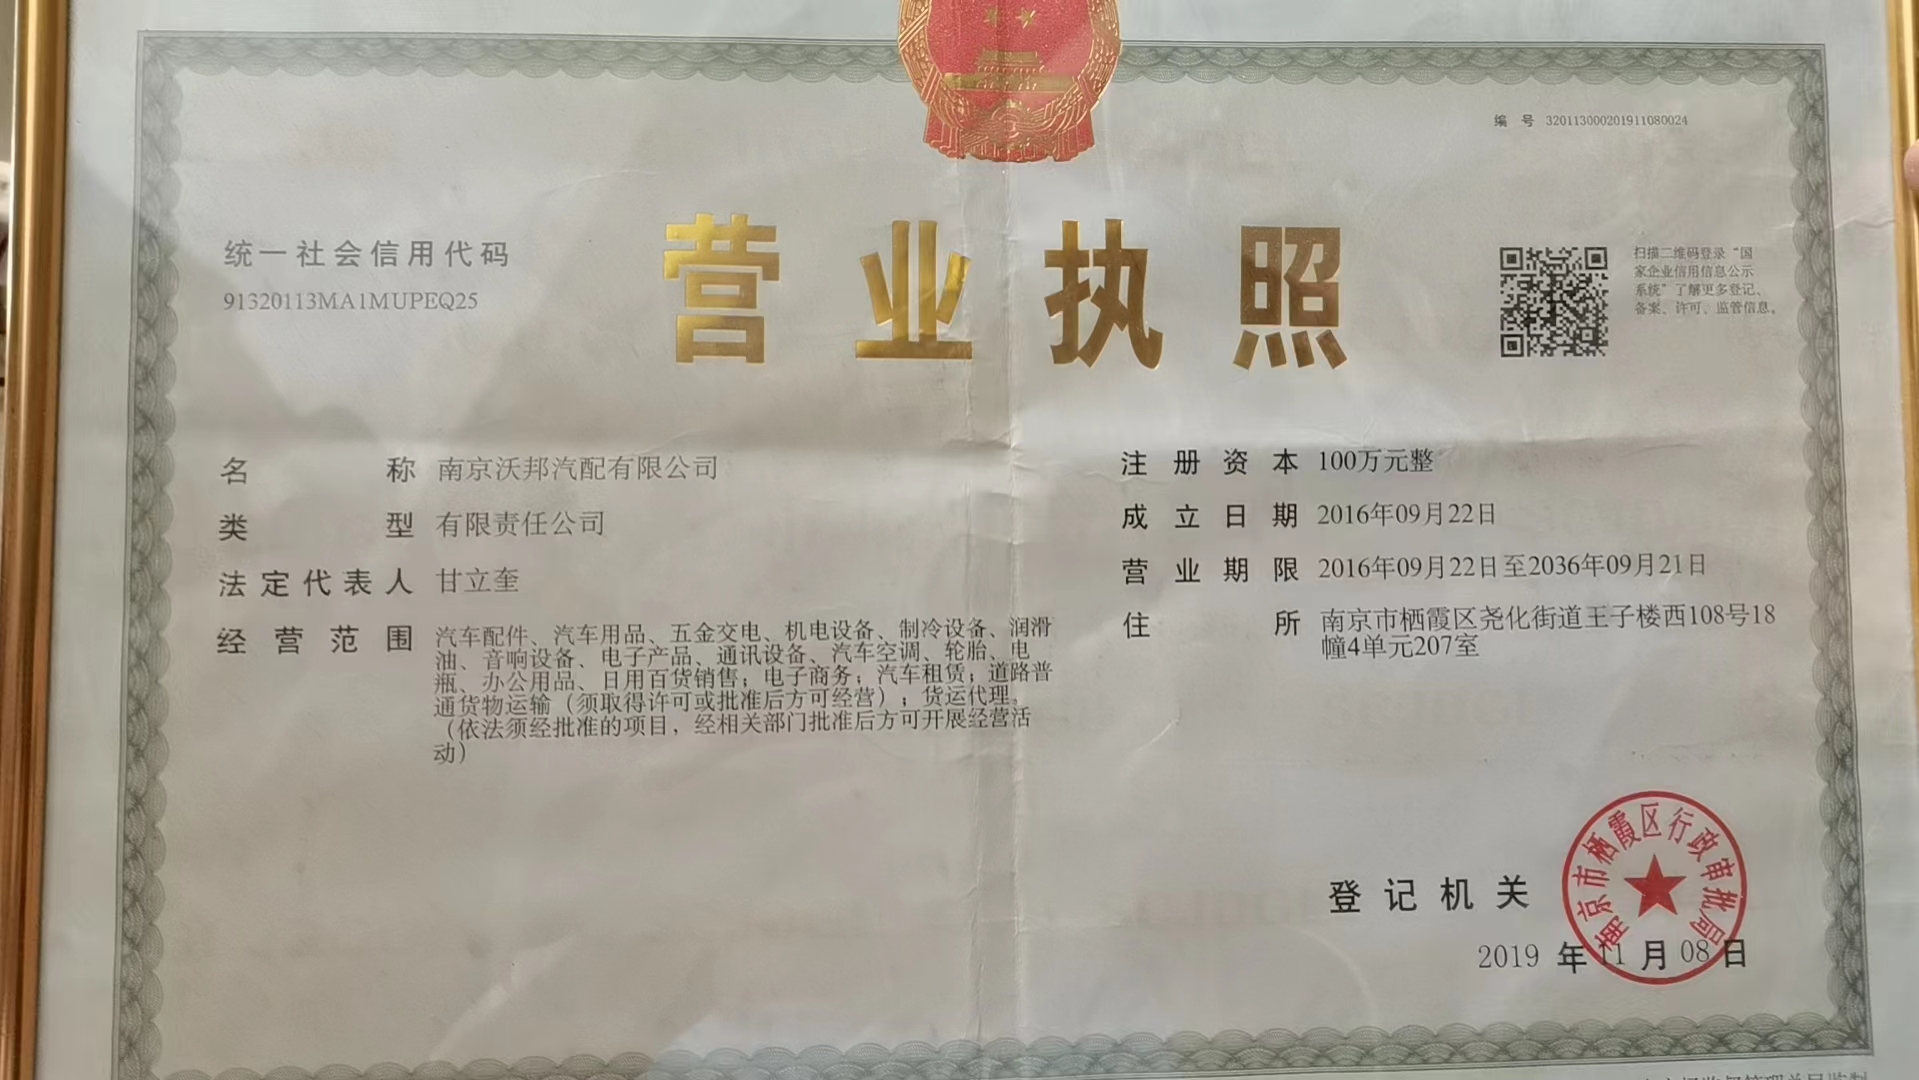 编号 320113000201911080024
统一社会信用代码
91320113MA1MUPEQ25
营业执照
扫描二维码登录“国
家企业信用信息公示
系统”了解更多登记、
备案、许可、监管信息。
名称 南京沃邦汽配有限公司
类型 有限责任公司
法定代表人 甘立奎
经营范围 汽车配件、汽车用品、五金交电、机电设备、制冷设备、润滑
油、音响设备、电子产品、通讯设备、汽车空调、轮胎、电
瓶、办公用品、日用百货销售；电子商务；汽车租赁；道路普
通货物运输（须取得许可或批准后方可经营）；货运代理。
（依法须经批准的项目，经相关部门批准后方可开展经营活
动）
注册资本 100万元整
成立日期 2016年09月22日
营业期限 2016年09月22日至2036年09月21日
住所 南京市栖霞区尧化街道王子楼西108号18
幢4单元207室
登记机关
南京市栖霞区行政审批局
2019年11月08日